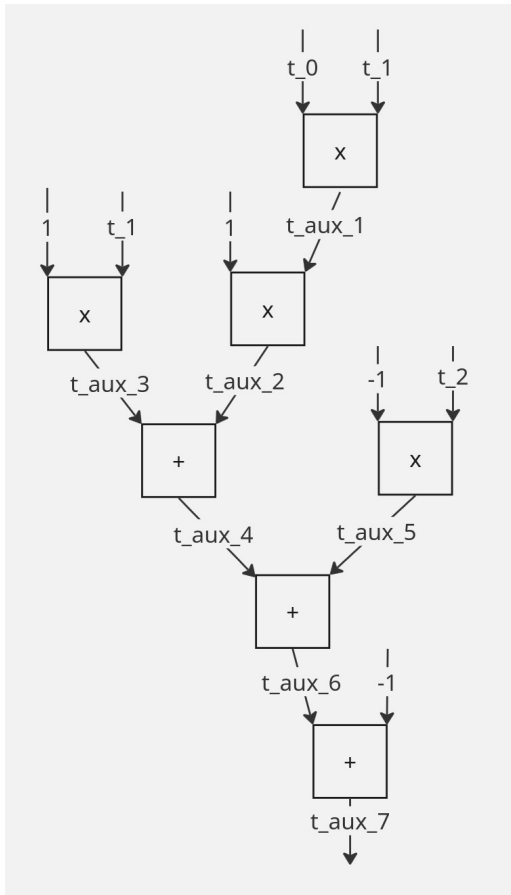 t_0 t_1
x
1 t_1 1 t_aux_1
x x
t_aux_3 t_aux_2 -1 t_2
+ x
t_aux_4 t_aux_5
+
t_aux_6 -1
+
t_aux_7